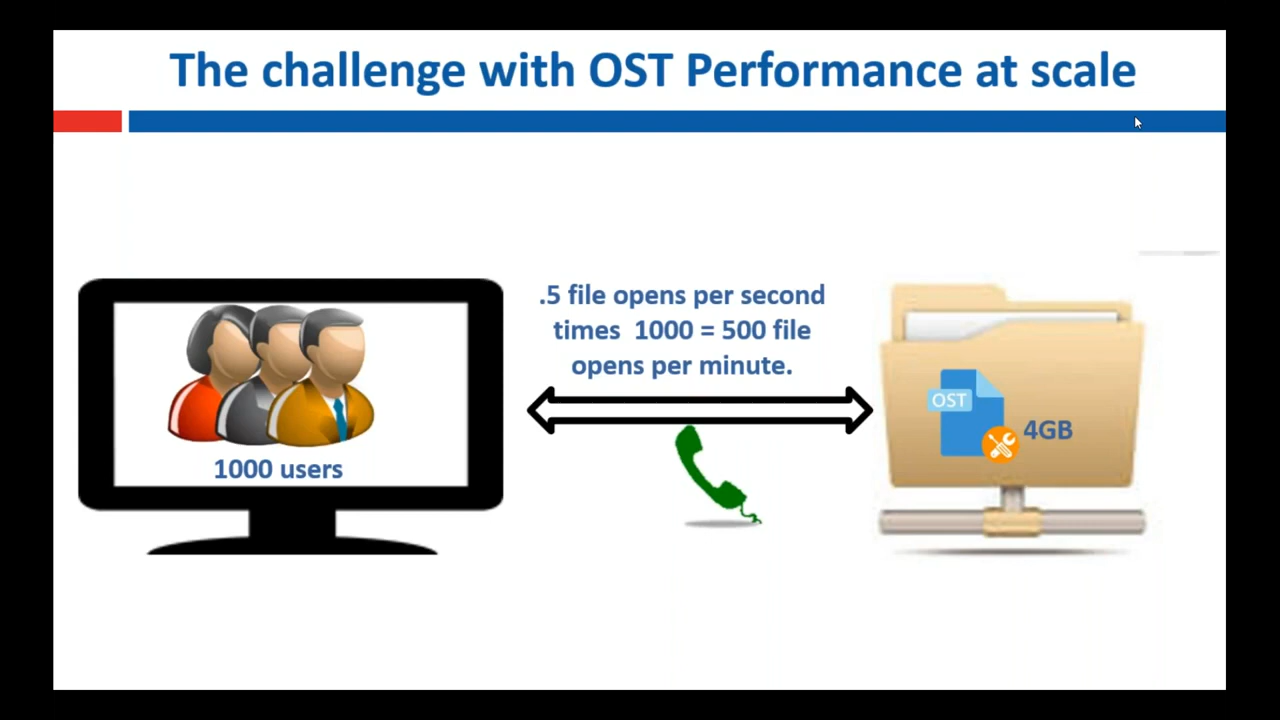 The challenge with OST Performance at scale
.5 file opens per second
times 1000 = 500 file
opens per minute.
1000 users
OST
4GB